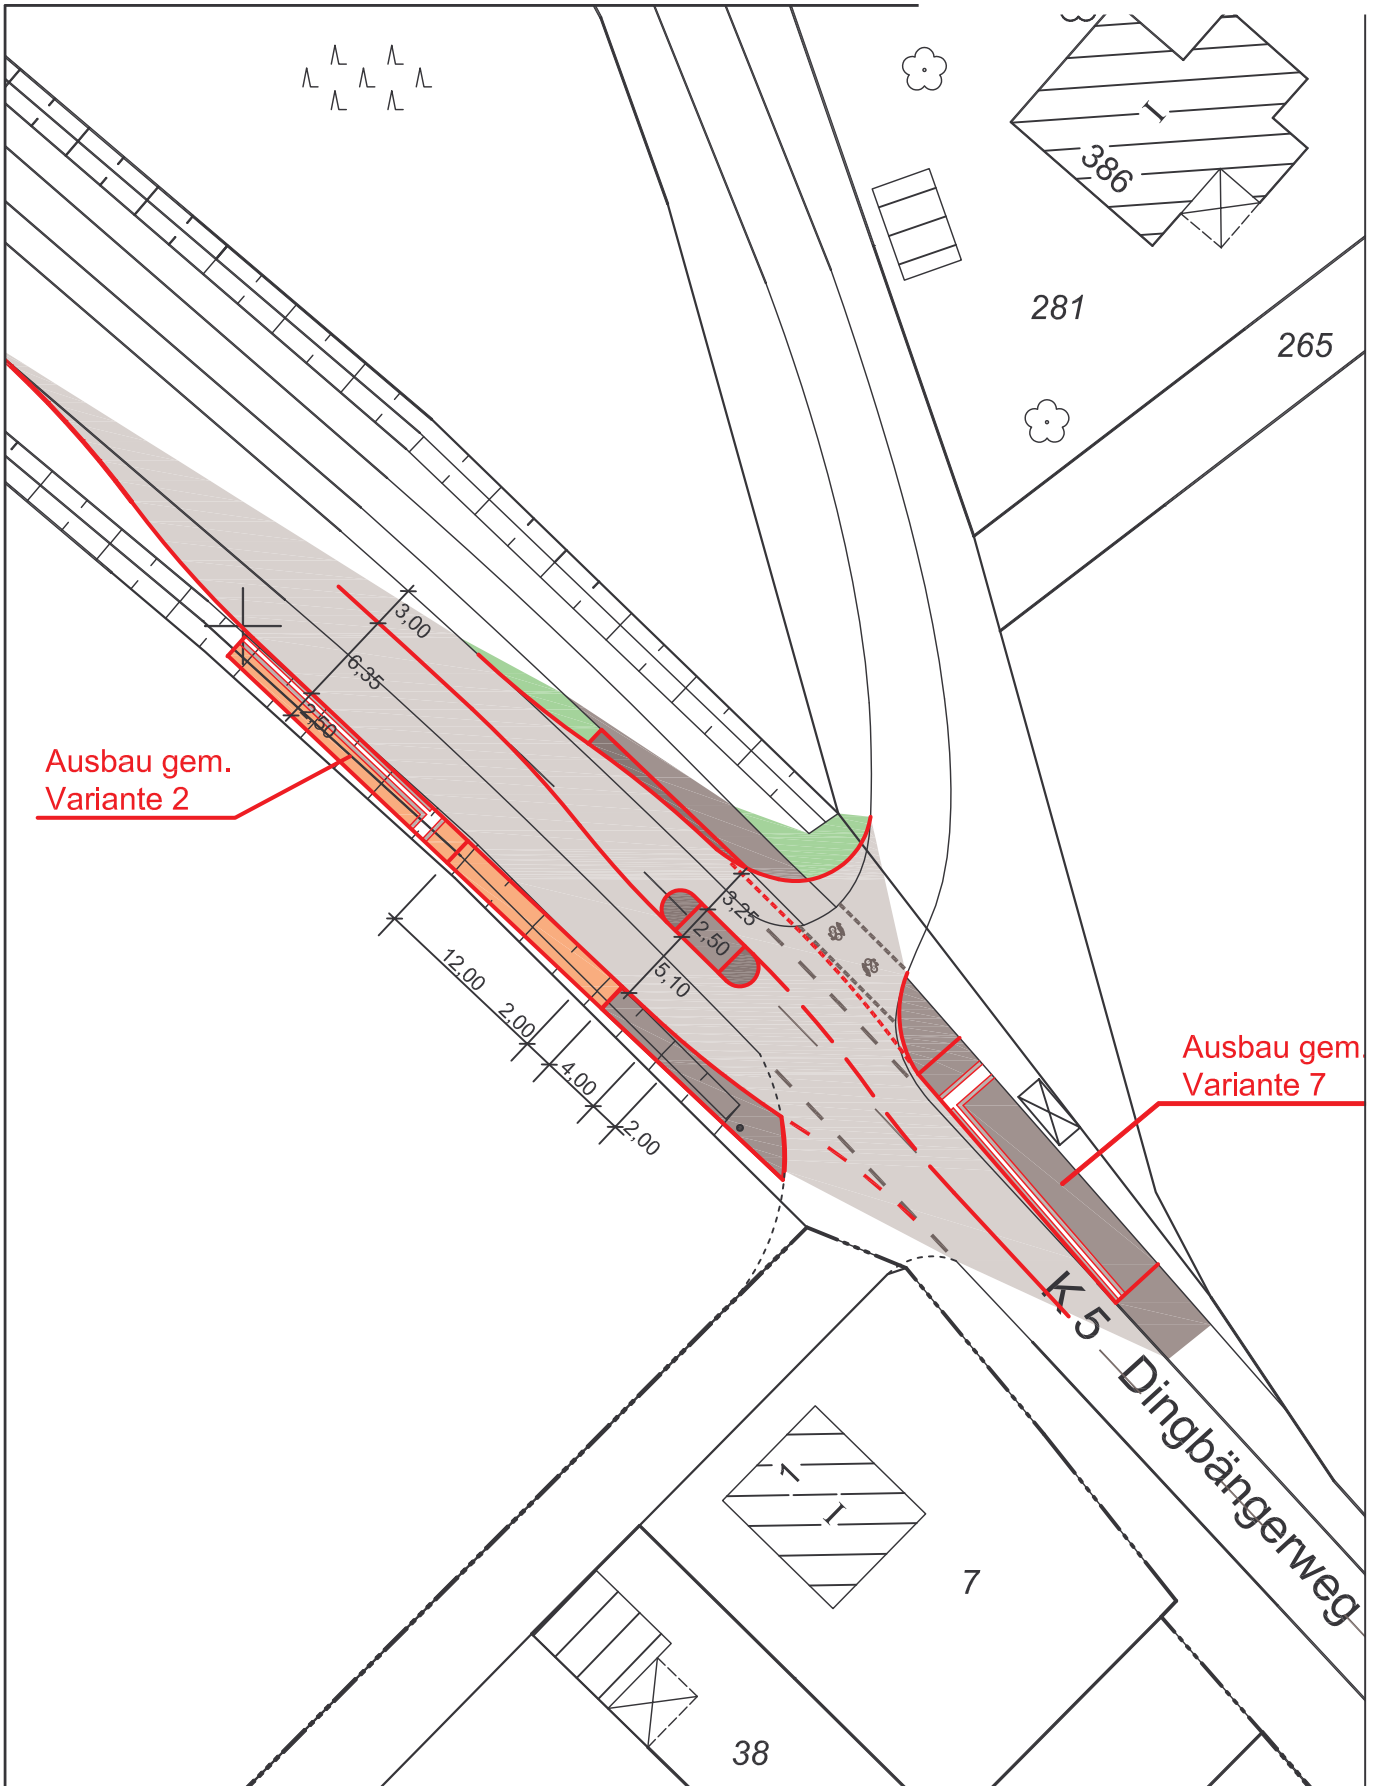 I
386
281
265
3,00
6,35
2,50
Ausbau gem.
Variante 2
3,25
2,50
5,10
12,00
2,00
4,00
2,00
Ausbau gem.
Variante 7
K 5 Dingbängerweg
1
I
7
38